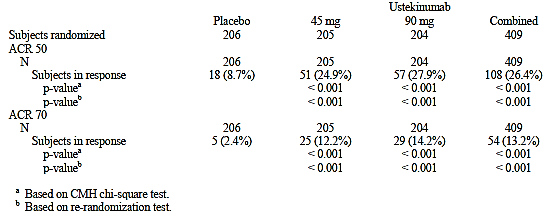 Ustekinumab
Placebo 45 mg 90 mg Combined
Subjects randomized 206 205 204 409
ACR 50
N 206 205 204 409
Subjects in response 18 (8.7%) 51 (24.9%) 57 (27.9%) 108 (26.4%)
p-valueᵃ < 0.001 < 0.001 < 0.001
p-valueᵇ < 0.001 < 0.001 < 0.001
ACR 70
N 206 205 204 409
Subjects in response 5 (2.4%) 25 (12.2%) 29 (14.2%) 54 (13.2%)
p-valueᵃ < 0.001 < 0.001 < 0.001
p-valueᵇ < 0.001 < 0.001 < 0.001
ᵃ Based on CMH chi-square test.
ᵇ Based on re-randomization test.